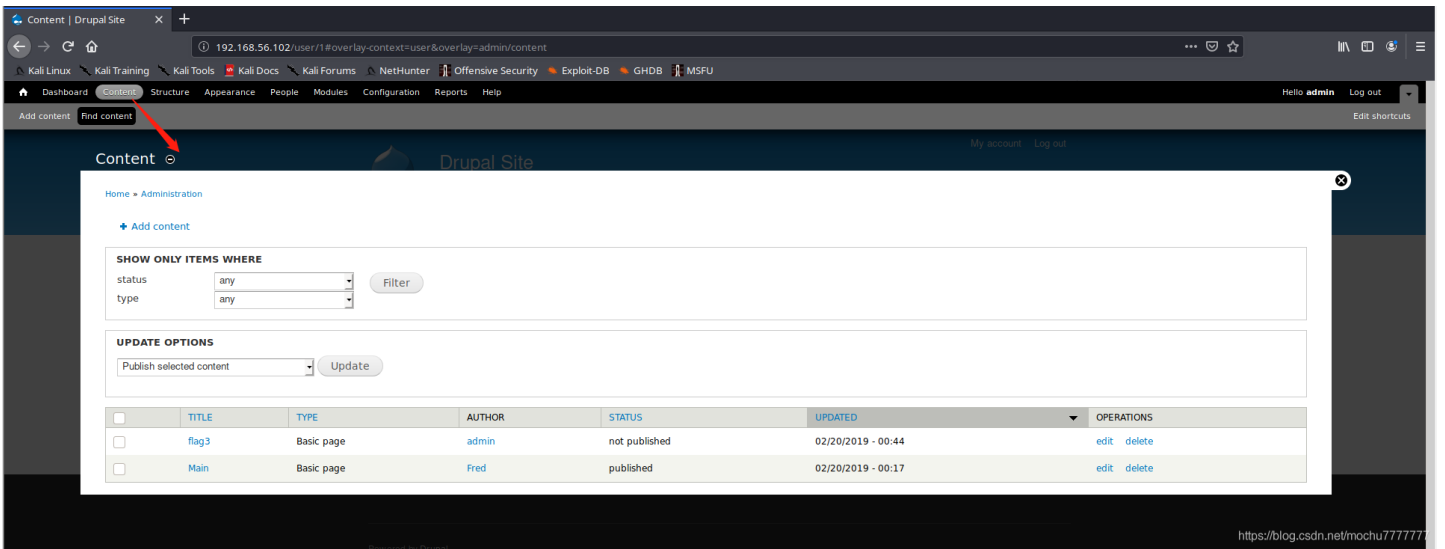 Content | Drupal Site
192.168.56.102/user/1#overlay-context=user&overlay=admin/content
Kali Linux Kali Training Kali Tools Kali Docs Kali Forums NetHunter Offensive Security Exploit-DB GHDB MSFU
Dashboard Content Structure Appearance People Modules Configuration Reports Help Hello admin Log out
Add content Find content Edit shortcuts
My account Log out
Content Drupal Site
Home » Administration
+ Add content
SHOW ONLY ITEMS WHERE
status any Filter
type any
UPDATE OPTIONS
Publish selected content Update
TITLE TYPE AUTHOR STATUS UPDATED OPERATIONS
flag3 Basic page admin not published 02/20/2019 - 00:44 edit delete
Main Basic page Fred published 02/20/2019 - 00:17 edit delete
https://blog.csdn.net/mochu7777777
Powered by Drupal